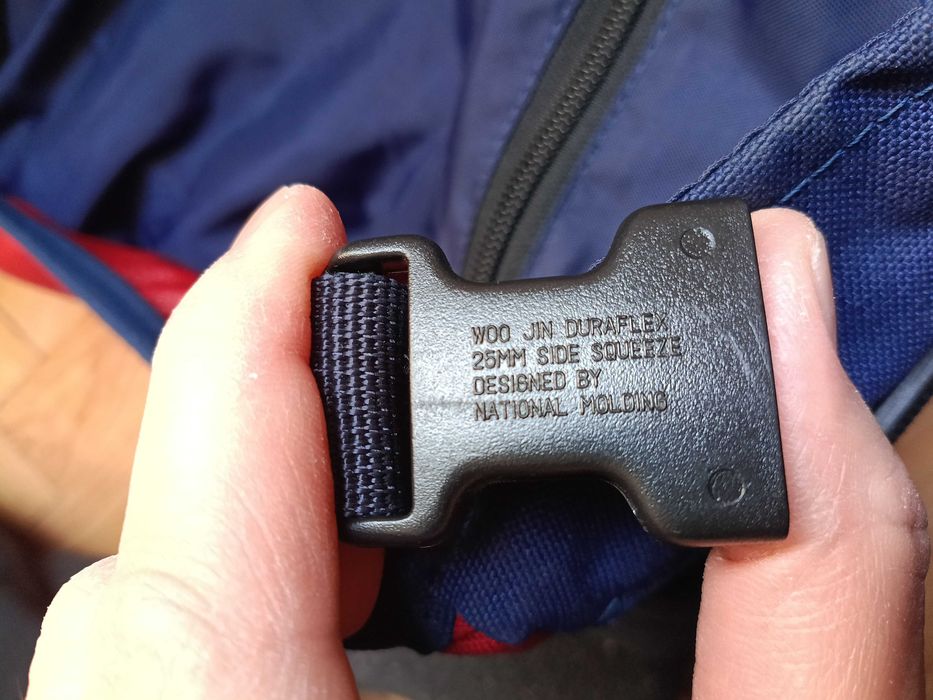 WOO JIN DURAFLEX
25MM SIDE SQUEEZE
DESIGNED BY
NATIONAL MOLDING